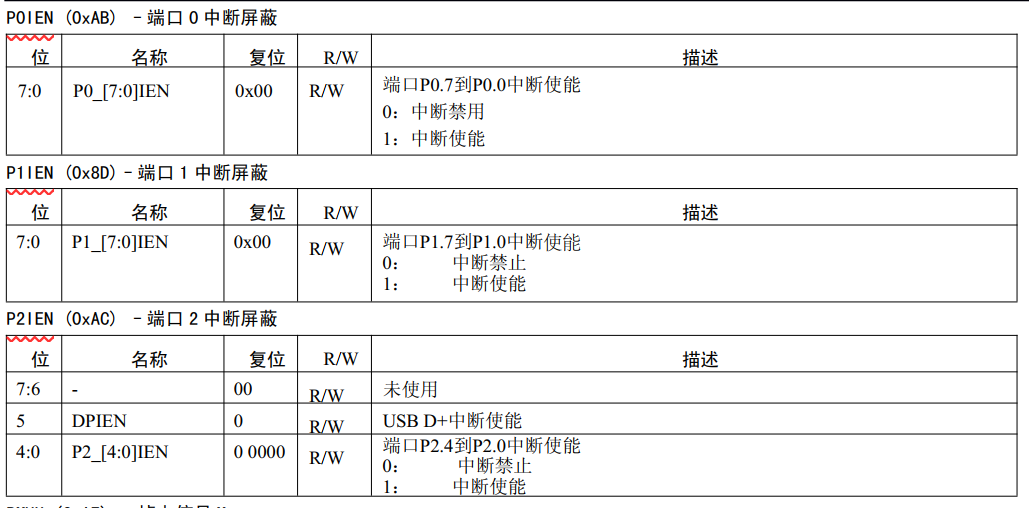 P0IEN (0xAB) - 端口 0 中断屏蔽
位 名称 复位 R/W 描述
7:0 P0_[7:0]IEN 0x00 R/W 端口P0.7到P0.0中断使能
0：中断禁用
1：中断使能
P1IEN (0x8D) - 端口 1 中断屏蔽
位 名称 复位 R/W 描述
7:0 P1_[7:0]IEN 0x00 R/W 端口P1.7到P1.0中断使能
0： 中断禁止
1： 中断使能
P2IEN (0xAC) - 端口 2 中断屏蔽
位 名称 复位 R/W 描述
7:6 - 00 R/W 未使用
5 DPIEN 0 R/W USB D+中断使能
4:0 P2_[4:0]IEN 0 0000 R/W 端口P2.4到P2.0中断使能
0： 中断禁止
1： 中断使能